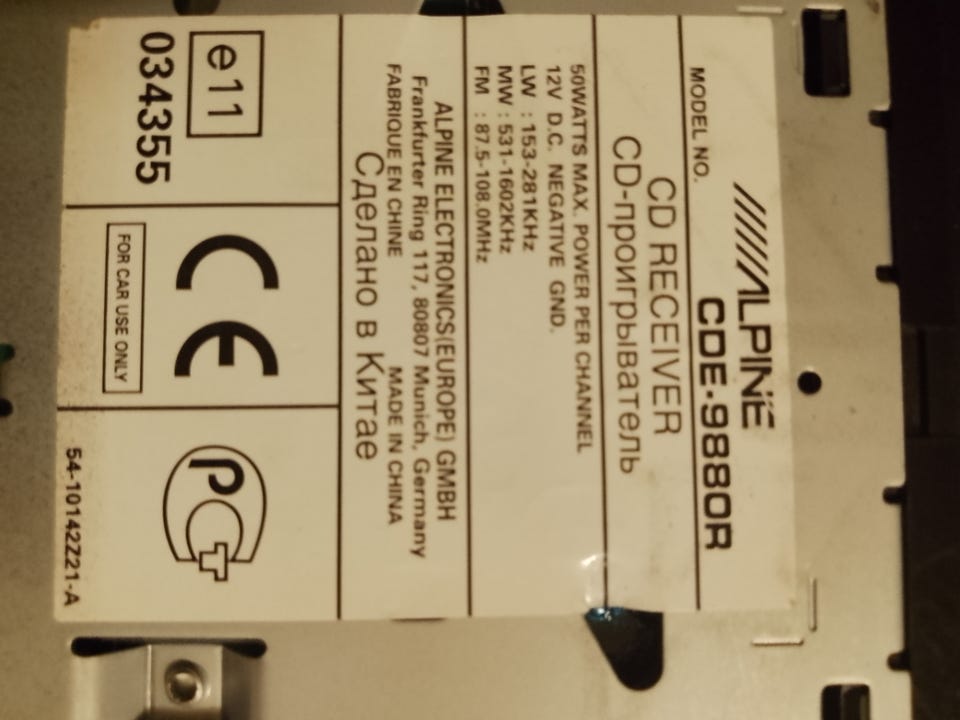 ALPINE
MODEL NO. CDE-9880R
CD RECEIVER
CD-проигрыватель
50WATTS MAX. POWER PER CHANNEL
12V D.C. NEGATIVE GND.
LW : 153-281KHz
MW : 531-1602KHz
FM : 87.5-108.0MHz
ALPINE ELECTRONICS(EUROPE) GMBH
Frankfurter Ring 117, 80807 Munich, Germany
FABRIQUE EN CHINE MADE IN CHINA
Сделано в Китае
e11
034355
CE
FOR CAR USE ONLY
РСТ
54-10142Z21-A